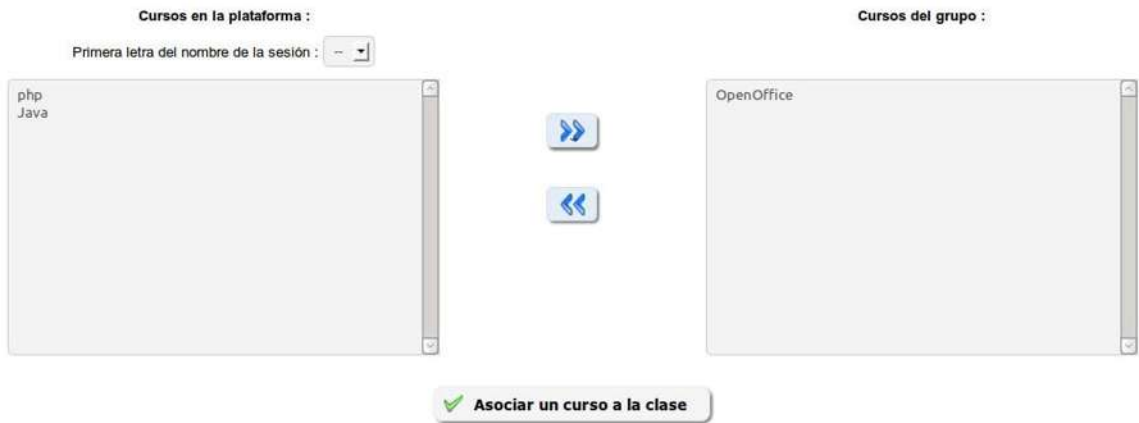 Cursos en la plataforma :
Primera letra del nombre de la sesión : --
php
Java
Cursos del grupo :
OpenOffice
Asociar un curso a la clase